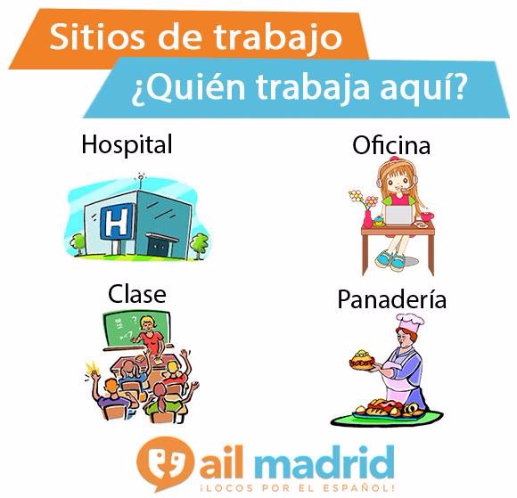 Sitios de trabajo
¿Quién trabaja aquí?
Hospital
Oficina
H
Clase
Panadería
ail madrid
¡LOCOS POR EL ESPAÑOL!